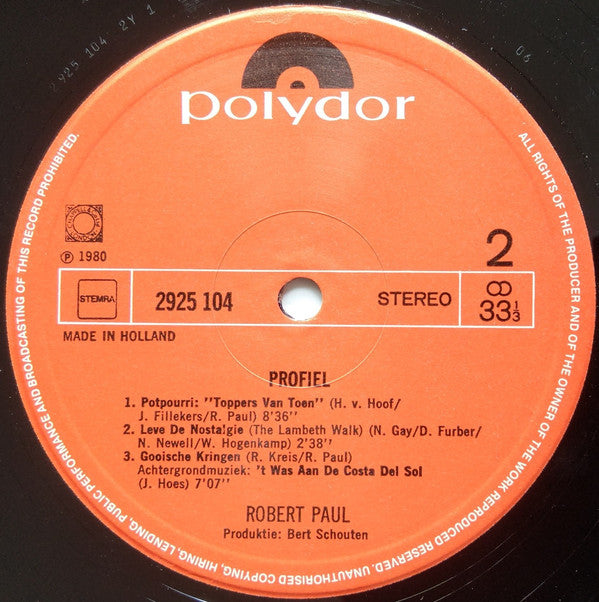 2925 104 2Y 1
06
polydor
ALL RIGHTS OF THE PRODUCER AND OF THE OWNER OF THE WORK REPRODUCED RESERVED. UNAUTHORISED COPYING, HIRING, LENDING, PUBLIC PERFORMANCE AND BROADCASTING OF THIS RECORD PROHIBITED.
2
Ⓟ 1980
STEMRA
2925 104
STEREO
33 1/3
MADE IN HOLLAND
PROFIEL
1. Potpourri: "Toppers Van Toen" (H. v. Hoof/
J. Fillekers/R. Paul) 8'36"
2. Leve De Nostalgie (The Lambeth Walk) (N. Gay/D. Furber/
N. Newell/W. Hogenkamp) 2'38"
3. Gooische Kringen (R. Kreis/R. Paul)
Achtergrondmuziek: 't Was Aan De Costa Del Sol
(J. Hoes) 7'07"
ROBERT PAUL
Produktie: Bert Schouten